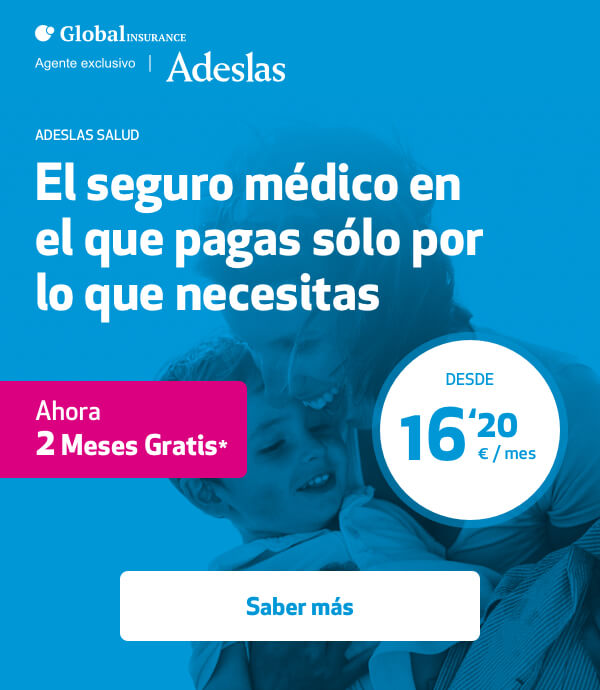 Global INSURANCE
Agente exclusivo | Adeslas
ADESLAS SALUD
El seguro médico en
el que pagas sólo por
lo que necesitas
Ahora
2 Meses Gratis*
DESDE
16‘20
€ / mes
Saber más